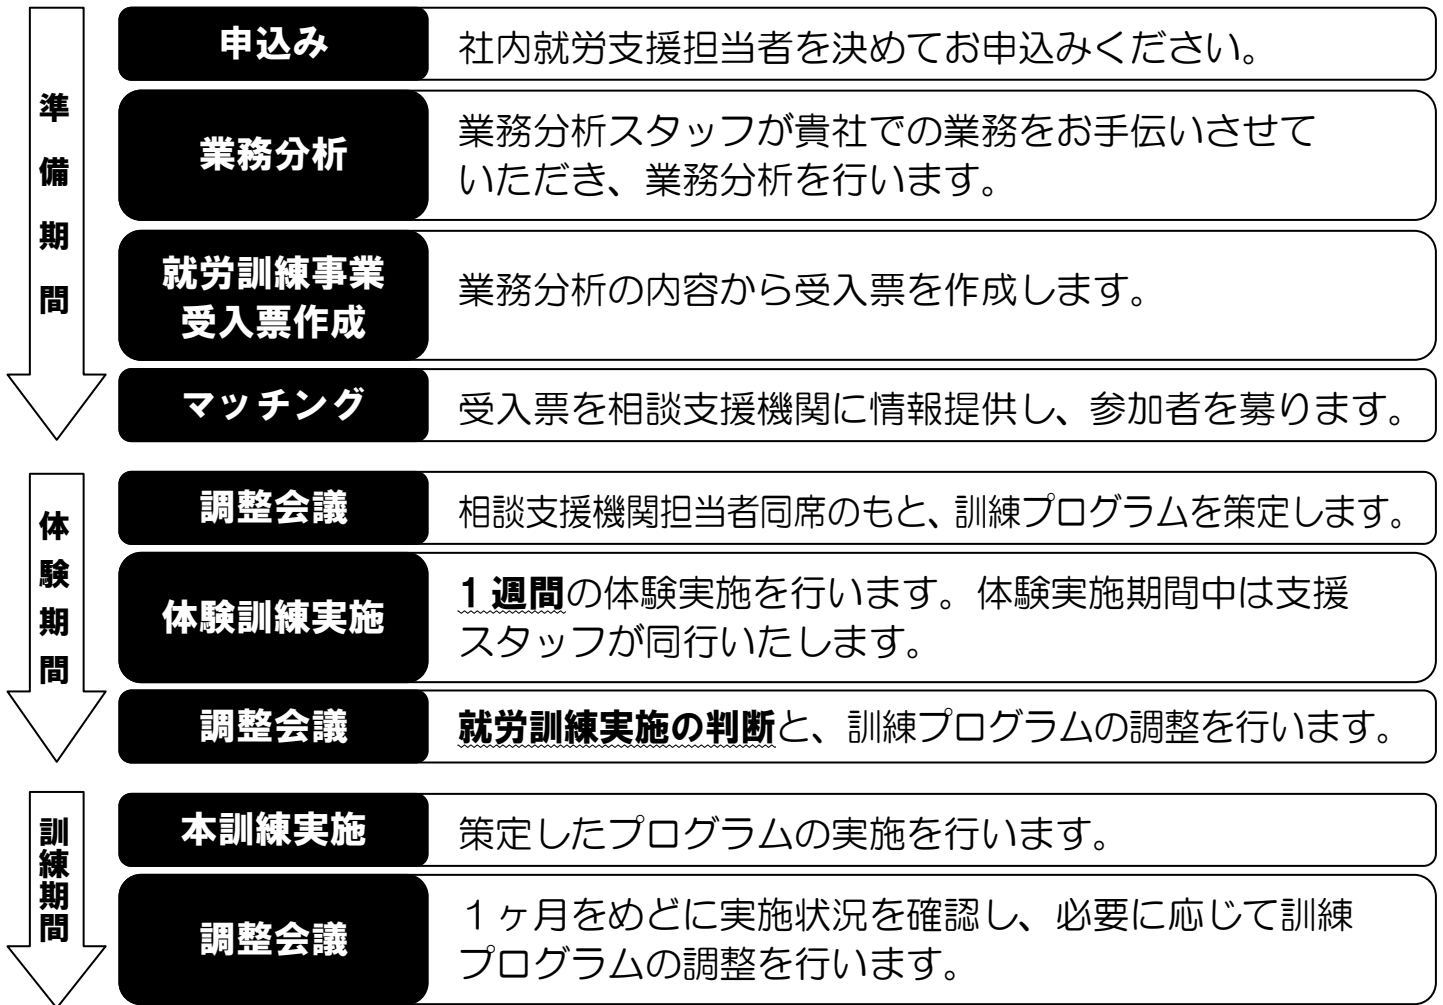 準備期間
申込み
社内就労支援担当者を決めてお申込みください。
業務分析
業務分析スタッフが貴社での業務をお手伝いさせて
いただき、業務分析を行います。
就労訓練事業
受入票作成
業務分析の内容から受入票を作成します。
マッチング
受入票を相談支援機関に情報提供し、参加者を募ります。
体験期間
調整会議
相談支援機関担当者同席のもと、訓練プログラムを策定します。
体験訓練実施
1週間の体験実施を行います。体験実施期間中は支援
スタッフが同行いたします。
調整会議
就労訓練実施の判断と、訓練プログラムの調整を行います。
訓練期間
本訓練実施
策定したプログラムの実施を行います。
調整会議
１ヶ月をめどに実施状況を確認し、必要に応じて訓練
プログラムの調整を行います。